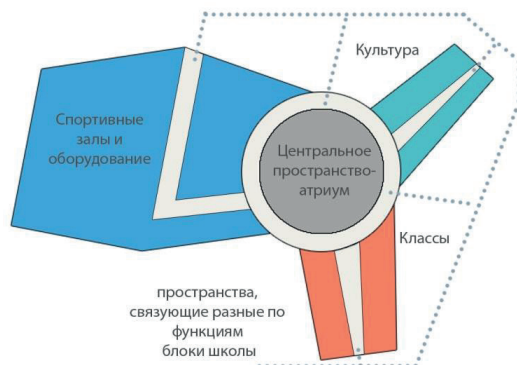 Культура
Спортивные
залы и
оборудование
Центральное
пространство-
атриум
Классы
пространства,
связующие разные по
функциям
блоки школы